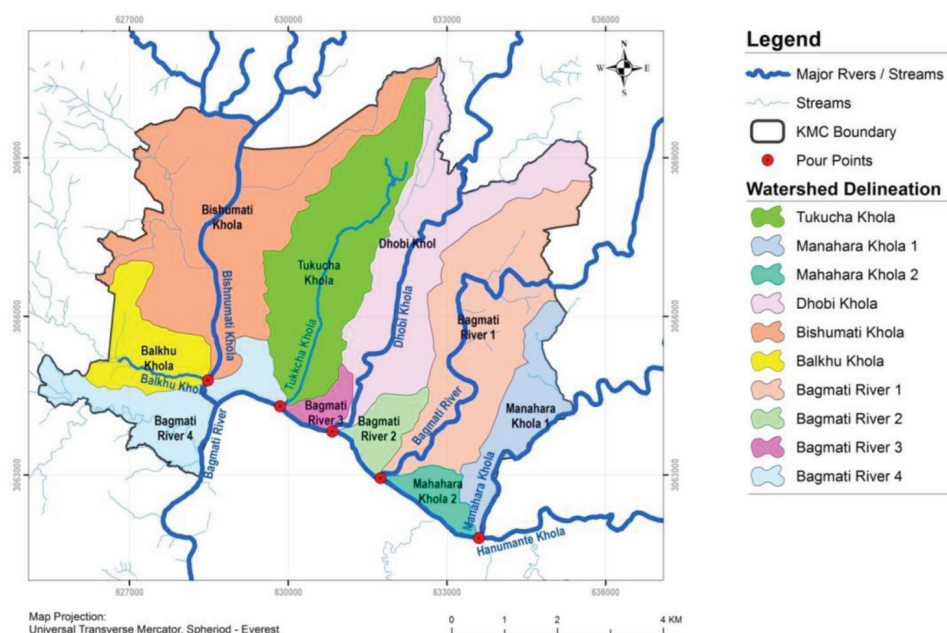 627000
630000
633000
636000
N
W
E
S
3069000
3069000
Bishumati
Khola
Dhobi Khol
Tukucha
Khola
3066000
3066000
BIshnumati Khola
Tukkcha Khola
Dhobi Khola
Bagmati
River 1
Balkhu
Khola
Balkhu Khol
Bagmati
River 4
Bagmati River
Bagmati
River 3
Bagmati
River 2
Bagmati River
Manahara
Khola 1
Mahahara
Khola 2
Manahara Khola
Hanumante Khola
3063000
3063000
627000
630000
633000
636000
Legend
Major Rvers / Streams
Streams
KMC Boundary
Pour Points
Watershed Delineation
Tukucha Khola
Manahara Khola 1
Mahahara Khola 2
Dhobi Khola
Bishumati Khola
Balkhu Khola
Bagmati River 1
Bagmati River 2
Bagmati River 3
Bagmati River 4
Map Projection:
Universal Transverse Mercator, Spheriod - Everest
0 1 2 4 KM